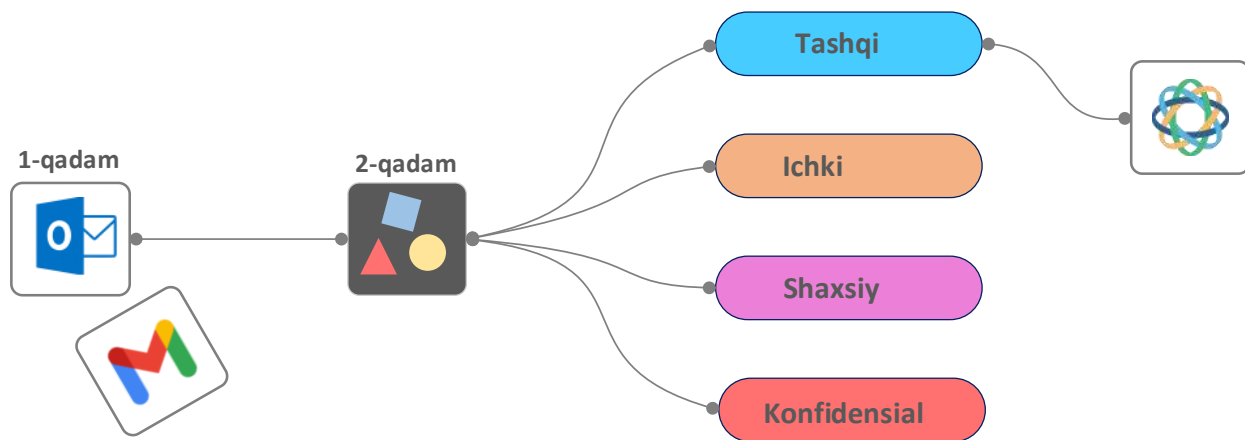 1-qadam
2-qadam
Tashqi
Ichki
Shaxsiy
Konfidensial